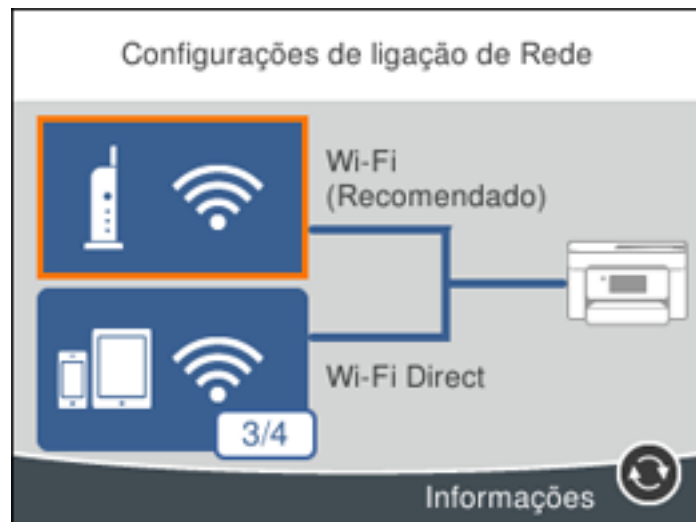 Configurações de ligação de Rede
Wi-Fi
(Recomendado)
Wi-Fi Direct
3/4
Informações